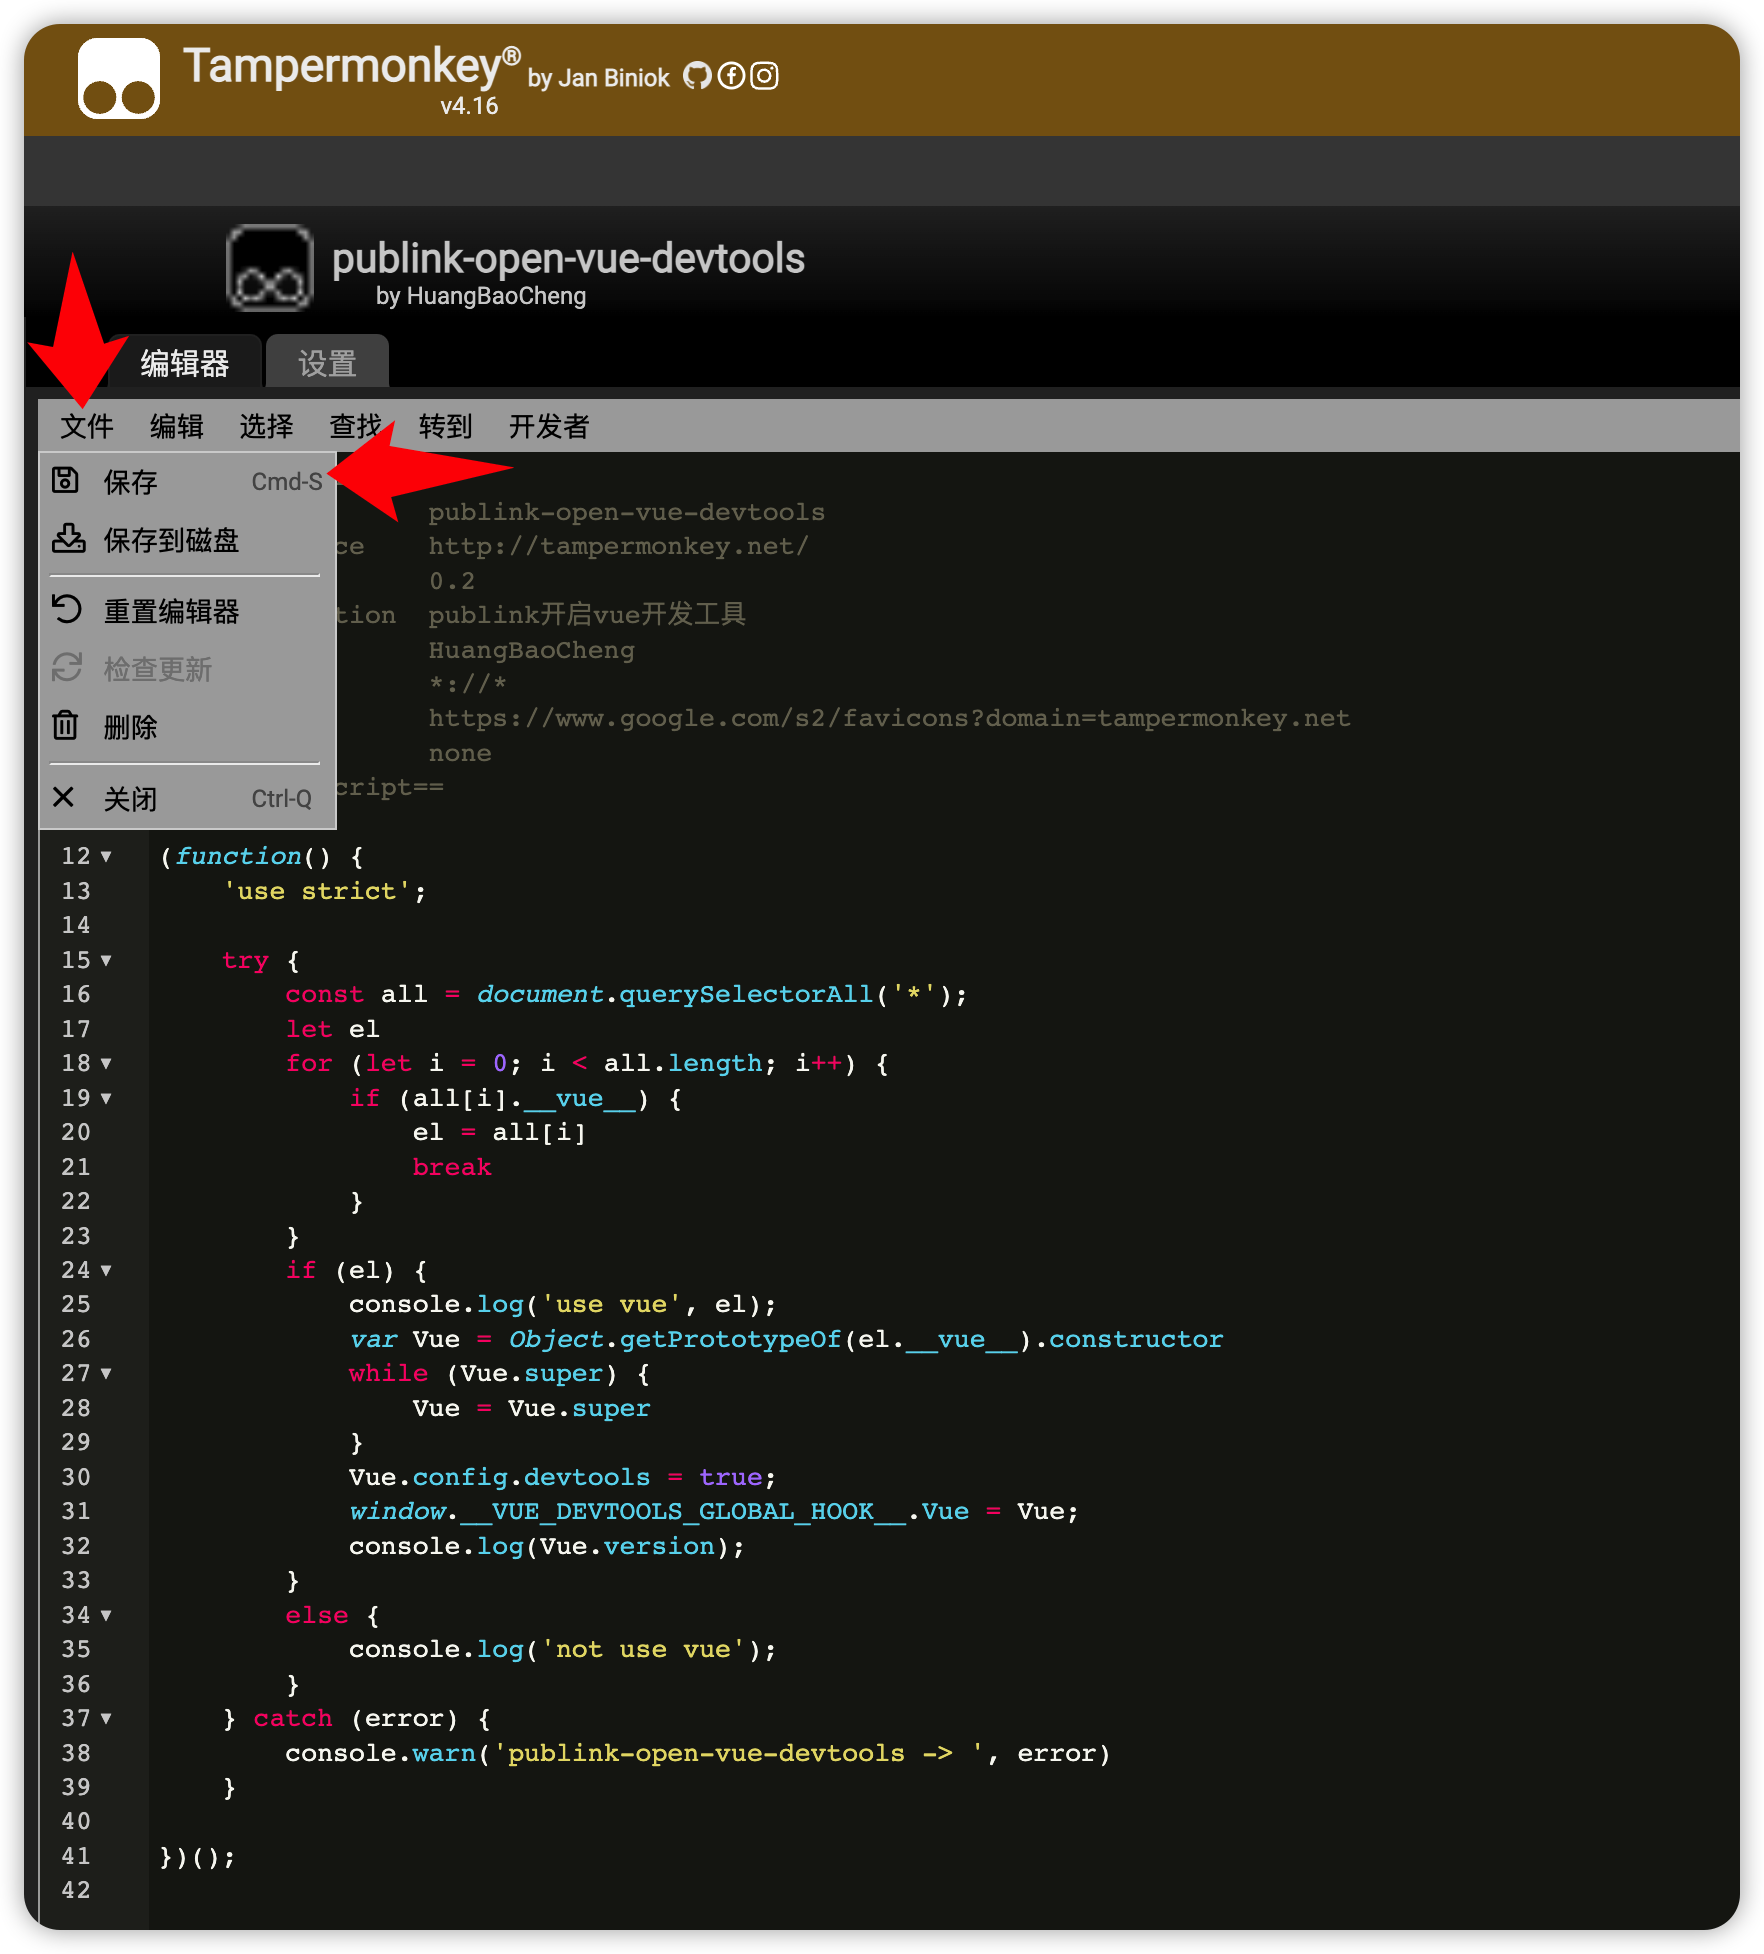 Tampermonkey® by Jan Biniok
v4.16
publink-open-vue-devtools
by HuangBaoCheng
编辑器 设置
文件 编辑 选择 查找 转到 开发者
保存 Cmd-S
保存到磁盘
重置编辑器
检查更新
删除
关闭 Ctrl-Q
publink-open-vue-devtools
ce http://tampermonkey.net/
0.2
tion publink开启vue开发工具
HuangBaoCheng
*://*
https://www.google.com/s2/favicons?domain=tampermonkey.net
none
cript==
12 (function() {
13     'use strict';
14
15     try {
16         const all = document.querySelectorAll('*');
17         let el
18         for (let i = 0; i < all.length; i++) {
19             if (all[i].__vue__) {
20                 el = all[i]
21                 break
22             }
23         }
24         if (el) {
25             console.log('use vue', el);
26             var Vue = Object.getPrototypeOf(el.__vue__).constructor
27             while (Vue.super) {
28                 Vue = Vue.super
29             }
30             Vue.config.devtools = true;
31             window.__VUE_DEVTOOLS_GLOBAL_HOOK__.Vue = Vue;
32             console.log(Vue.version);
33         }
34         else {
35             console.log('not use vue');
36         }
37     } catch (error) {
38         console.warn('publink-open-vue-devtools -> ', error)
39     }
40
41 })();
42